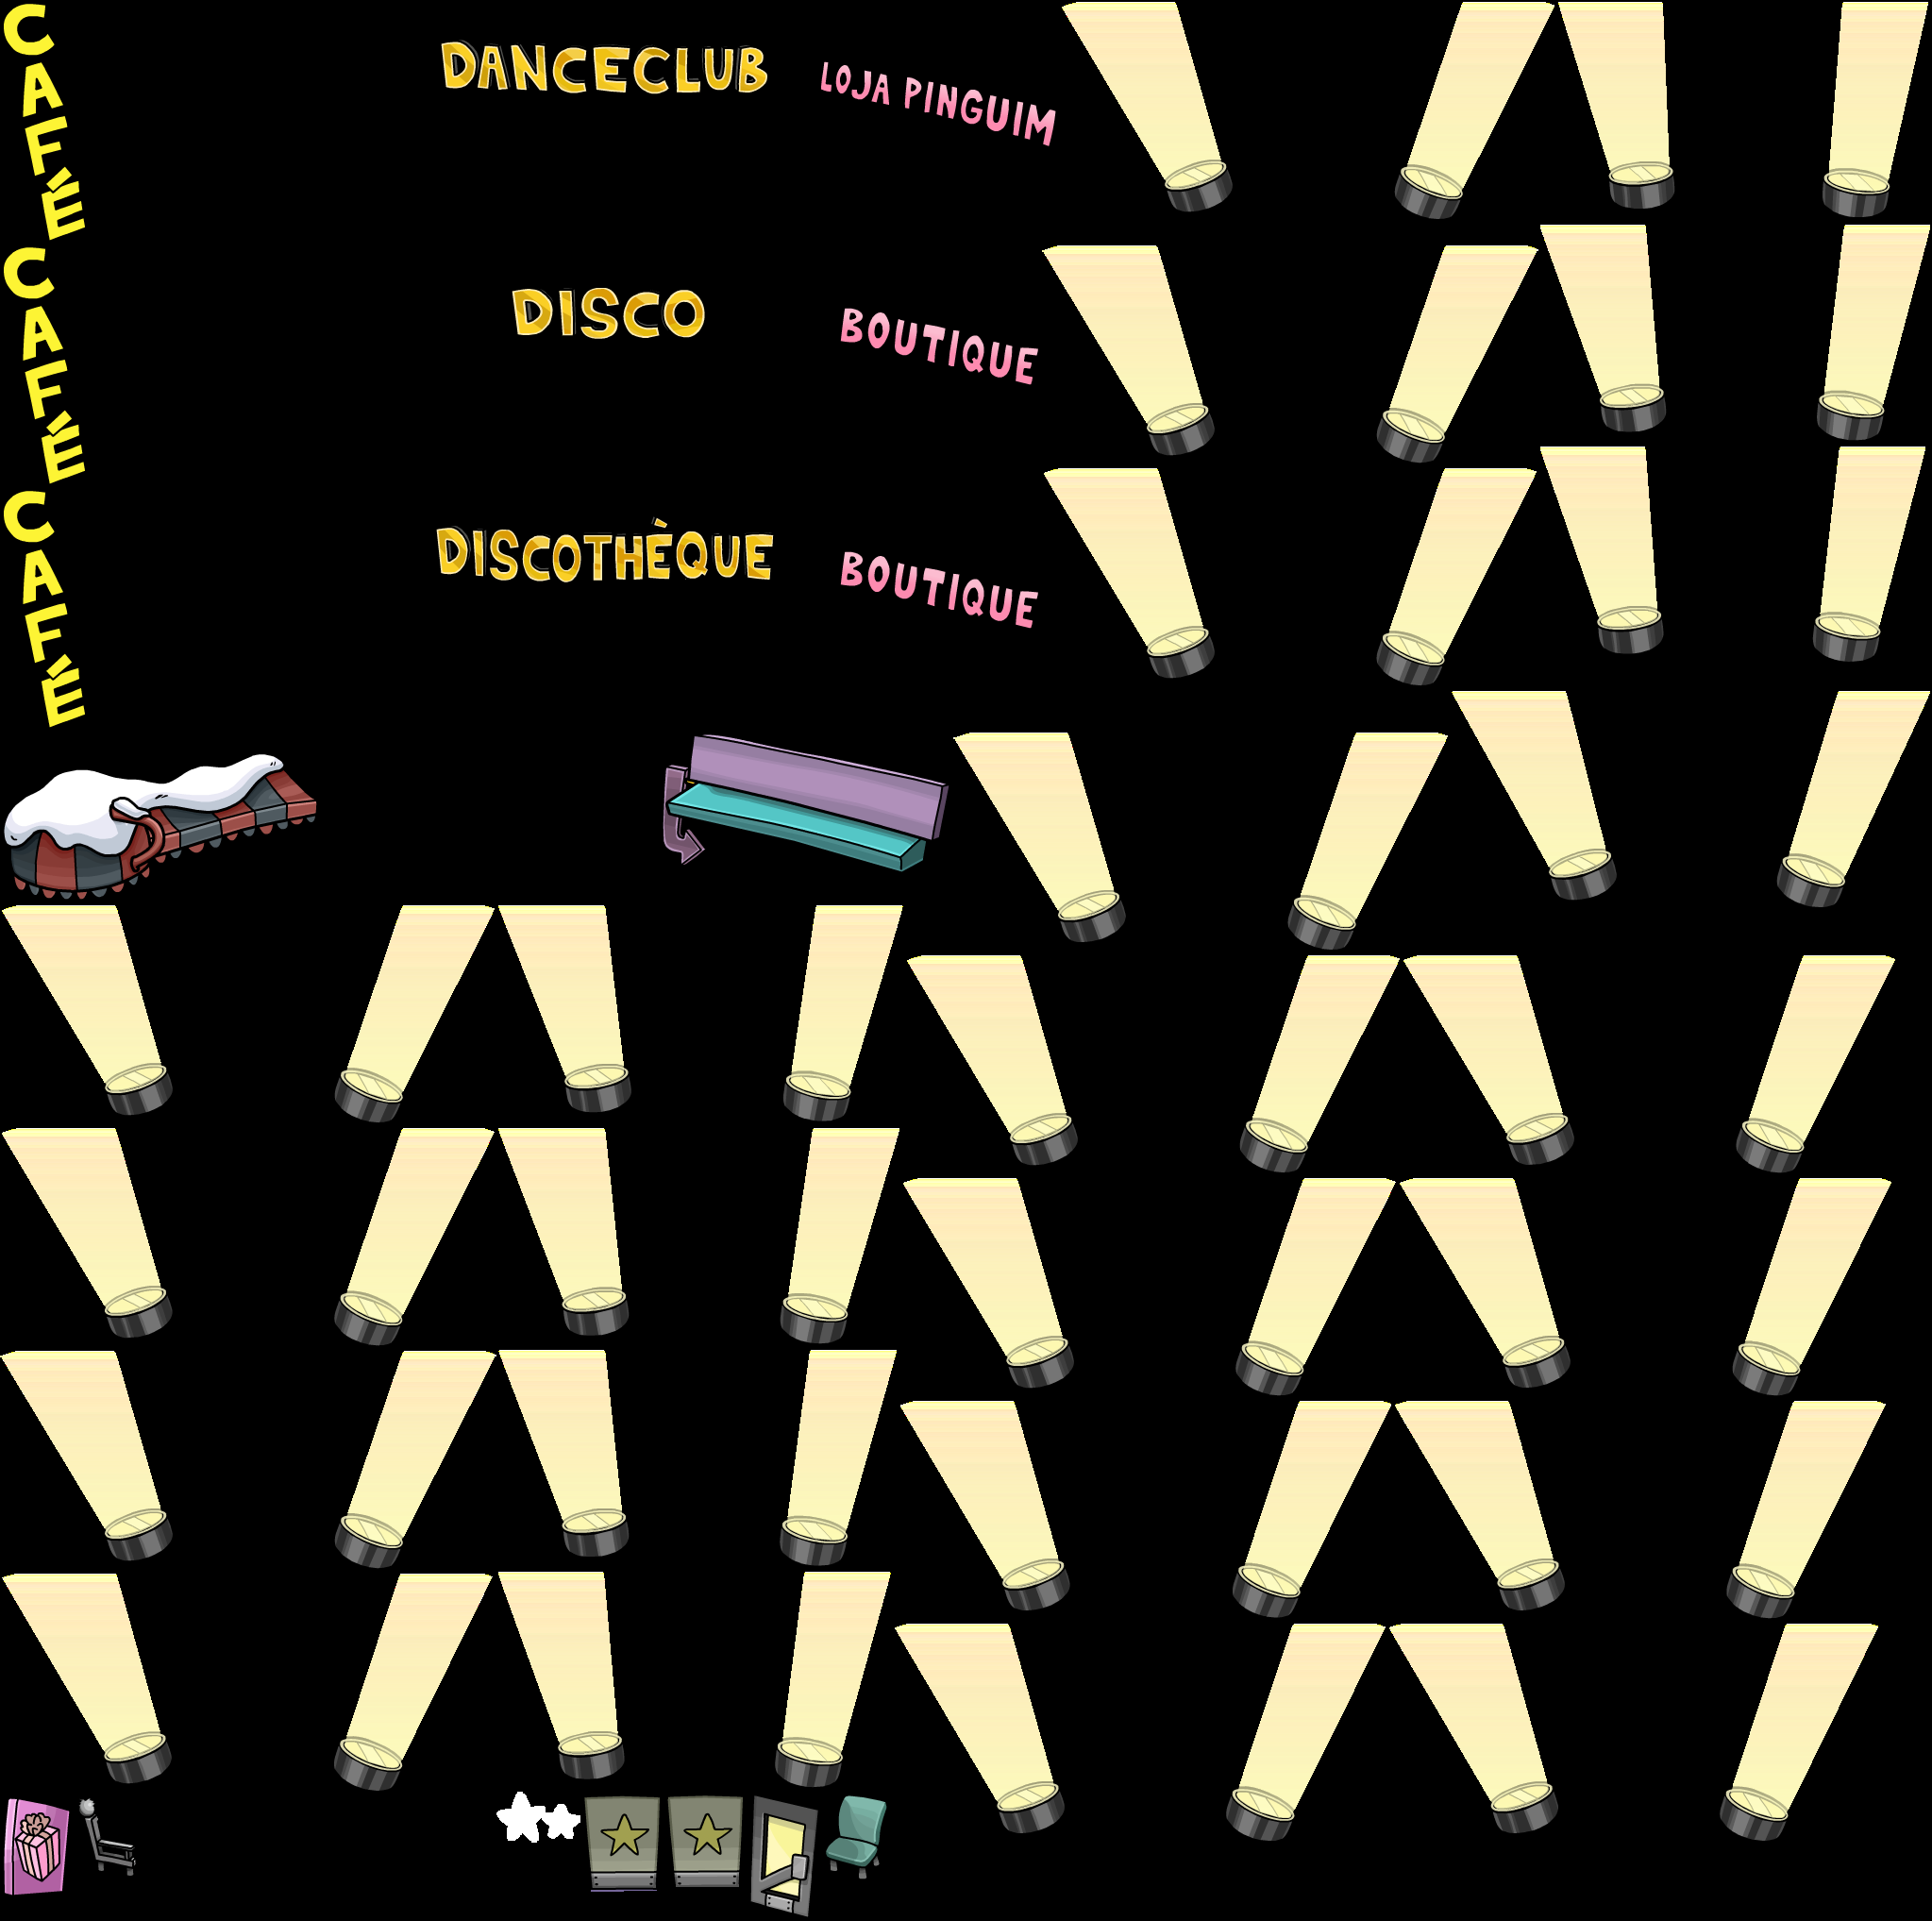 CAFÉ
DANCECLUB
LOJA PINGUIM
CAFÉ
DISCO
BOUTIQUE
CAFÉ
DISCOTHÈQUE
BOUTIQUE